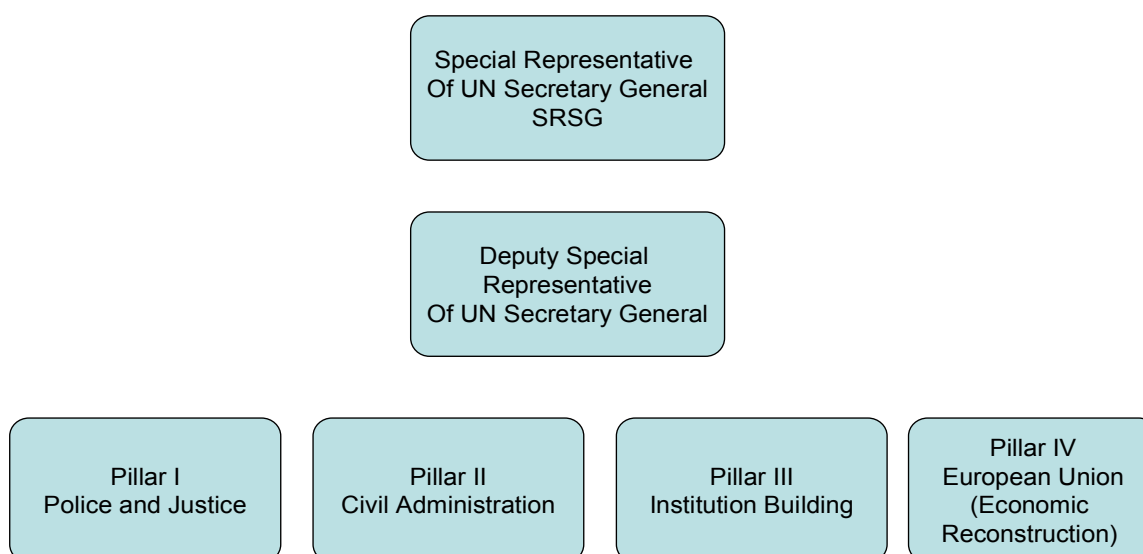 Special Representative
Of UN Secretary General
SRSG
Deputy Special
Representative
Of UN Secretary General
Pillar I
Police and Justice
Pillar II
Civil Administration
Pillar III
Institution Building
Pillar IV
European Union
(Economic
Reconstruction)